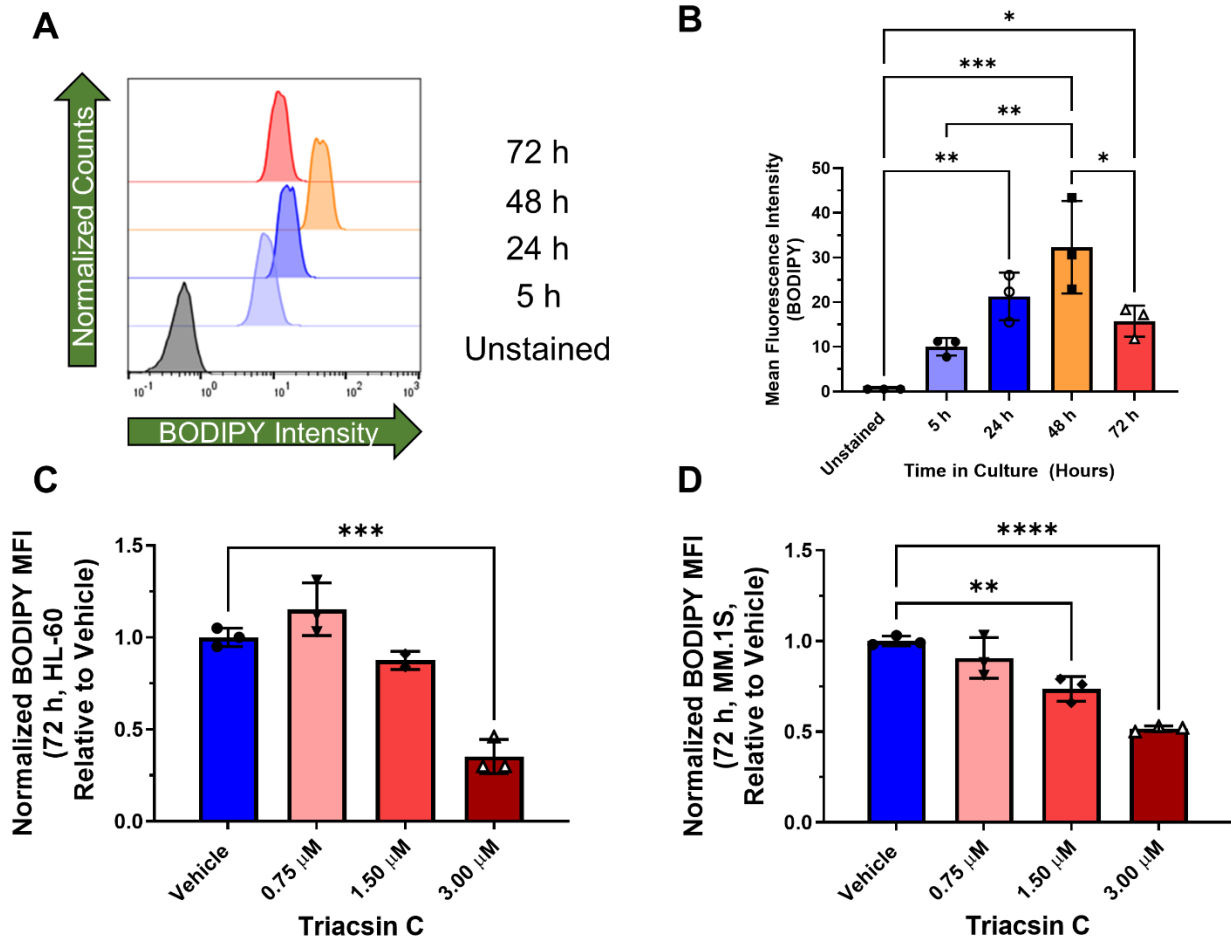 A
Normalized Counts
72 h
48 h
24 h
5 h
Unstained
10-1
100
101
102
103
BODIPY Intensity
B
*
***
**
*
**
Mean Fluorescence Intensity
(BODIPY)
50
40
30
20
10
0
Unstained
5 h
24 h
48 h
72 h
Time in Culture (Hours)
C
Normalized BODIPY MFI
(72 h, HL-60
Relative to Vehicle)
***
1.5
1.0
0.5
0.0
Vehicle
0.75 μM
1.50 μM
3.00 μM
Triacsin C
D
Normalized BODIPY MFI
(72 h, MM.1S,
Relative to Vehicle)
****
**
1.5
1.0
0.5
0.0
Vehicle
0.75 μM
1.50 μM
3.00 μM
Triacsin C